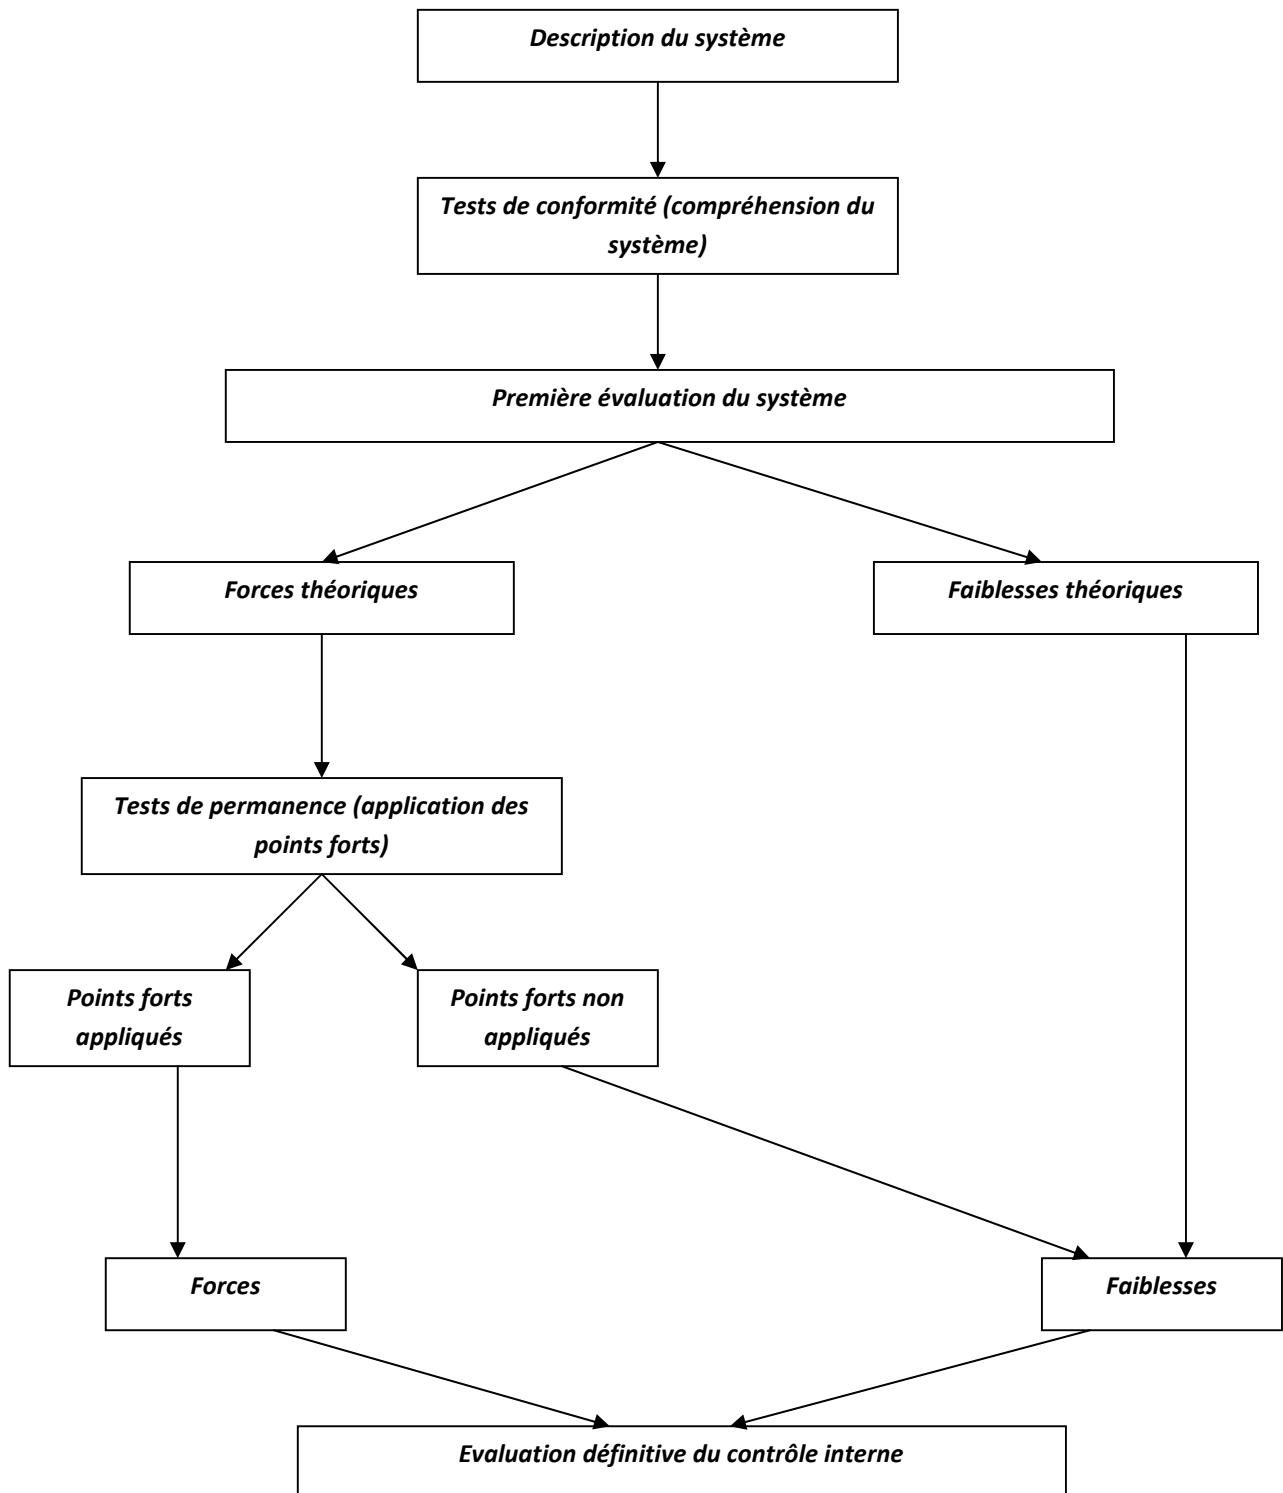 Description du système
Tests de conformité (compréhension du
système)
Première évaluation du système
Forces théoriques
Faiblesses théoriques
Tests de permanence (application des
points forts)
Points forts
appliqués
Points forts non
appliqués
Forces
Faiblesses
Evaluation définitive du contrôle interne